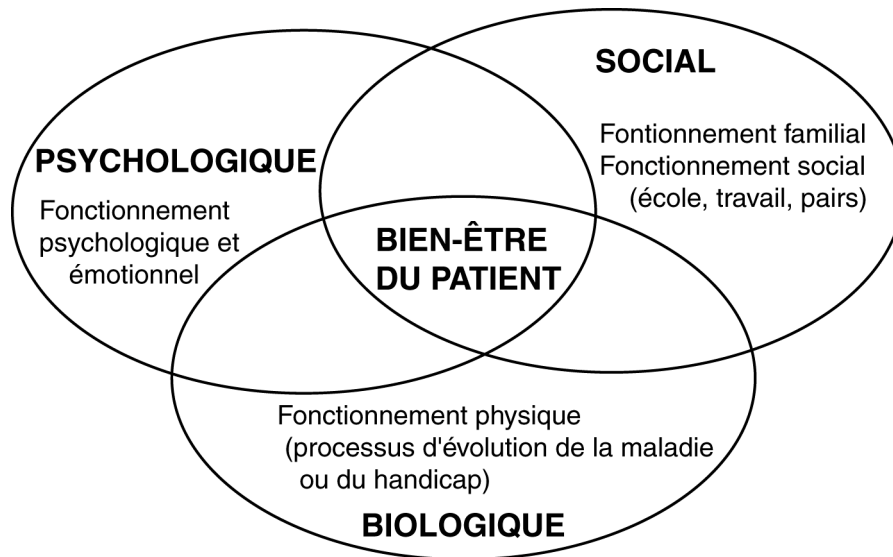 SOCIAL
Fontionnement familial
Fonctionnement social
(école, travail, pairs)
PSYCHOLOGIQUE
Fonctionnement
psychologique et
émotionnel
BIEN-ÊTRE
DU PATIENT
Fonctionnement physique
(processus d'évolution de la maladie
ou du handicap)
BIOLOGIQUE